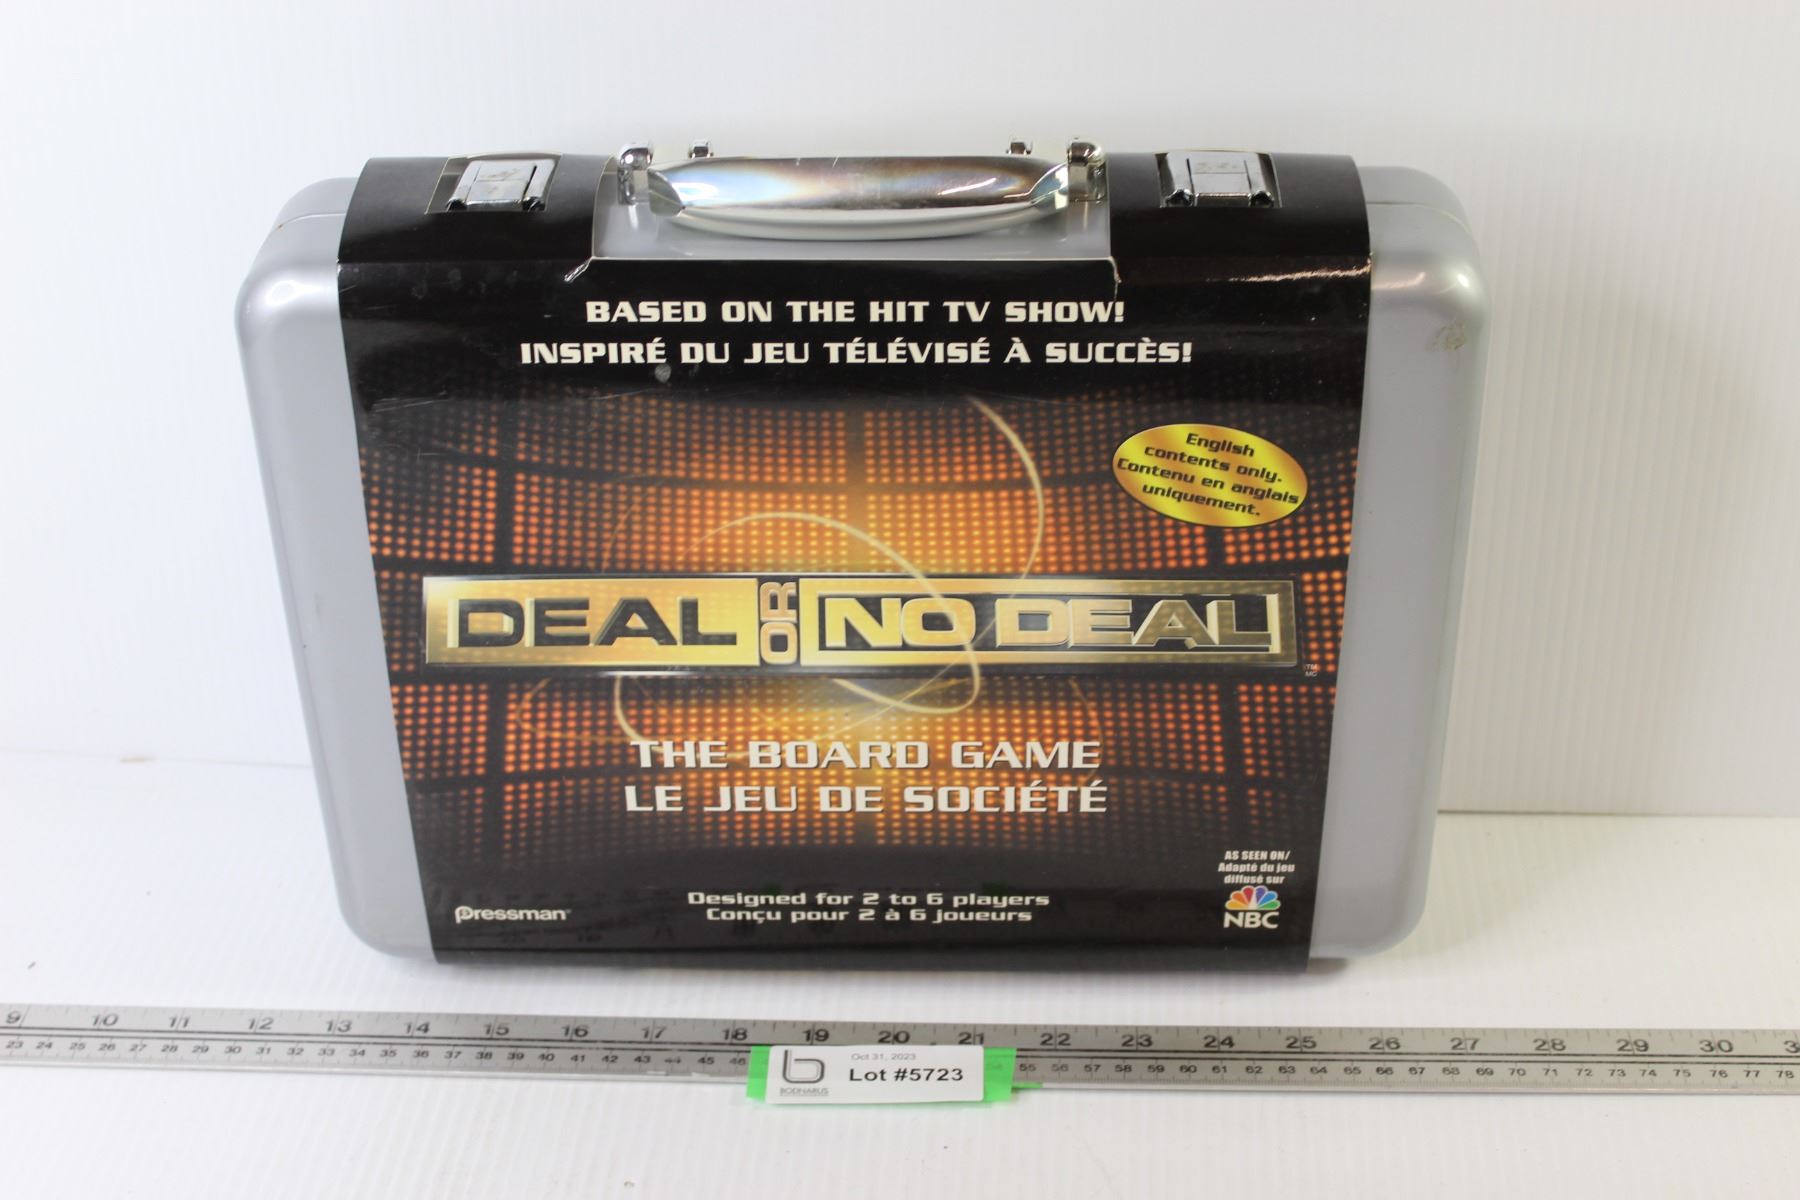 BASED ON THE HIT TV SHOW!
INSPIRÉ DU JEU TÉLÉVISÉ À SUCCÈS!
English
contents only.
Contenu en anglais
uniquement.
DEAL OR NO DEAL
TM
MC
THE BOARD GAME
LE JEU DE SOCIÉTÉ
AS SEEN ON/
Adapté du jeu
diffusé sur
NBC
Designed for 2 to 6 players
Conçu pour 2 à 6 joueurs
Pressman®
9 10 11 12 13 14 15 16 17 18 19 20 21 22 23 24 25 26 27 28 29 30
23 24 25 26 27 28 29 30 31 32 33 34 35 36 37 38 39 40 41 42 43 44 45 46 55 56 57 58 59 60 61 62 63 64 65 66 67 68 69 70 71 72 73 74 75 76 77 78
Oct 31, 2023
Lot #5723
BODNARUS